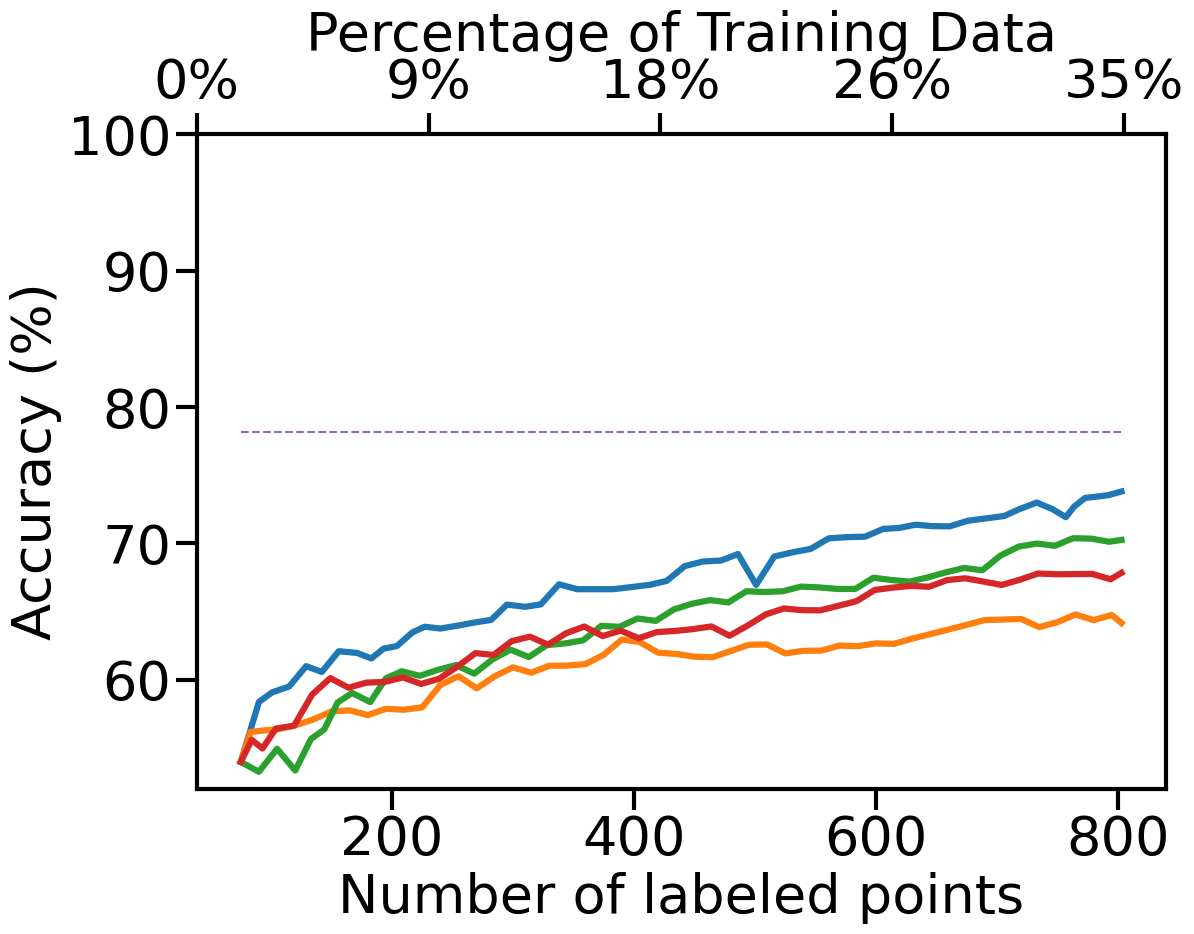 Percentage of Training Data
0% 9% 18% 26% 35%
100
90
80
70
60
Accuracy (%)
200 400 600 800
Number of labeled points